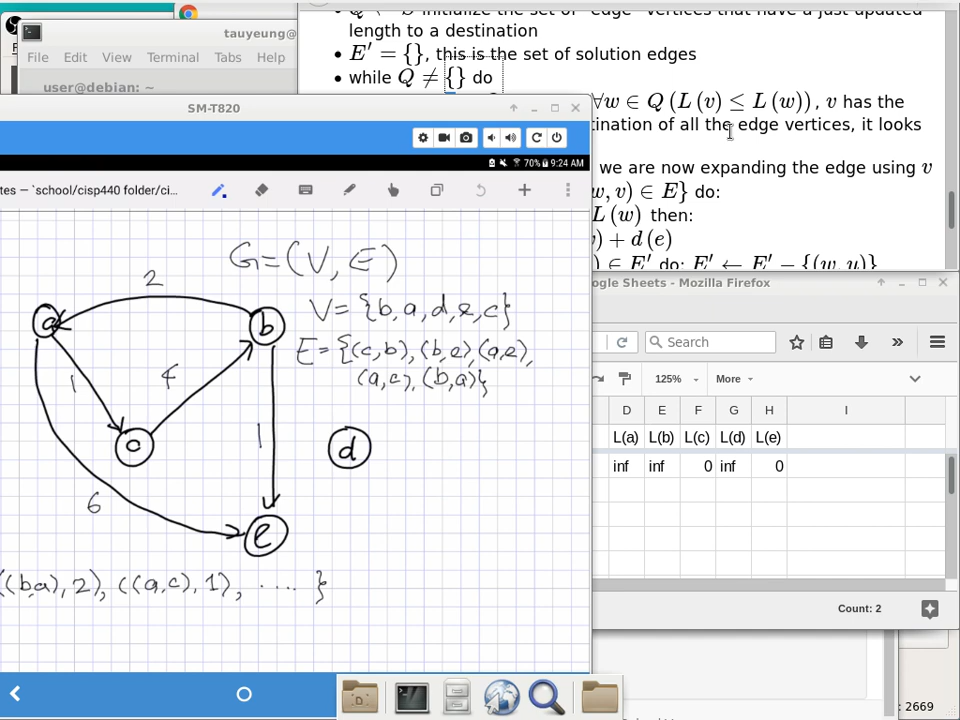 length to a destination
• E′ = {}, this is the set of solution edges
• while Q ≠ {} do
∀w ∈ Q (L (v) ≤ L (w)), v has the
tination of all the edge vertices, it looks
we are now expanding the edge using v
w, v) ∈ E} do:
L (w) then:
) + d (e)
) ∈ E′ do: E′ ← E′ − {(w, u)}
tauyeung@
File Edit View Terminal Tabs Help
user@debian: ~
SM-T820
70% 9:24 AM
tes — `school/cisp440 folder/ci...
G=(V,E)
V={b,a,d,e,c}
E={(c,b),(b,e),(a,e),
(a,c),(b,a)}
2
a
b
1
4
1
c
d
6
e
((b,a),2), ((a,c),1), .... }
ogle Sheets - Mozilla Firefox
Search
125% More
D E F G H I
L(a) L(b) L(c) L(d) L(e)
inf inf 0 inf 0
Count: 2
: 2669